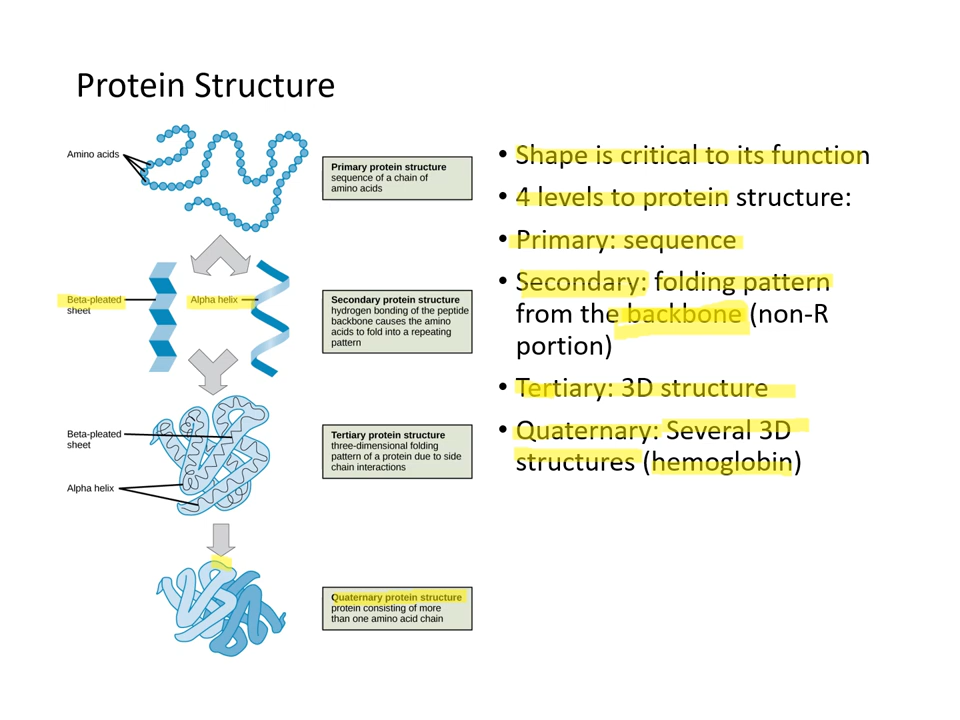 Protein Structure
Amino acids
Primary protein structure
sequence of a chain of
amino acids
Beta-pleated
sheet
Alpha helix
Secondary protein structure
hydrogen bonding of the peptide
backbone causes the amino
acids to fold into a repeating
pattern
Beta-pleated
sheet
Alpha helix
Tertiary protein structure
three-dimensional folding
pattern of a protein due to side
chain interactions
Quaternary protein structure
protein consisting of more
than one amino acid chain
• Shape is critical to its function
• 4 levels to protein structure:
• Primary: sequence
• Secondary: folding pattern
from the backbone (non-R
portion)
• Tertiary: 3D structure
• Quaternary: Several 3D
structures (hemoglobin)